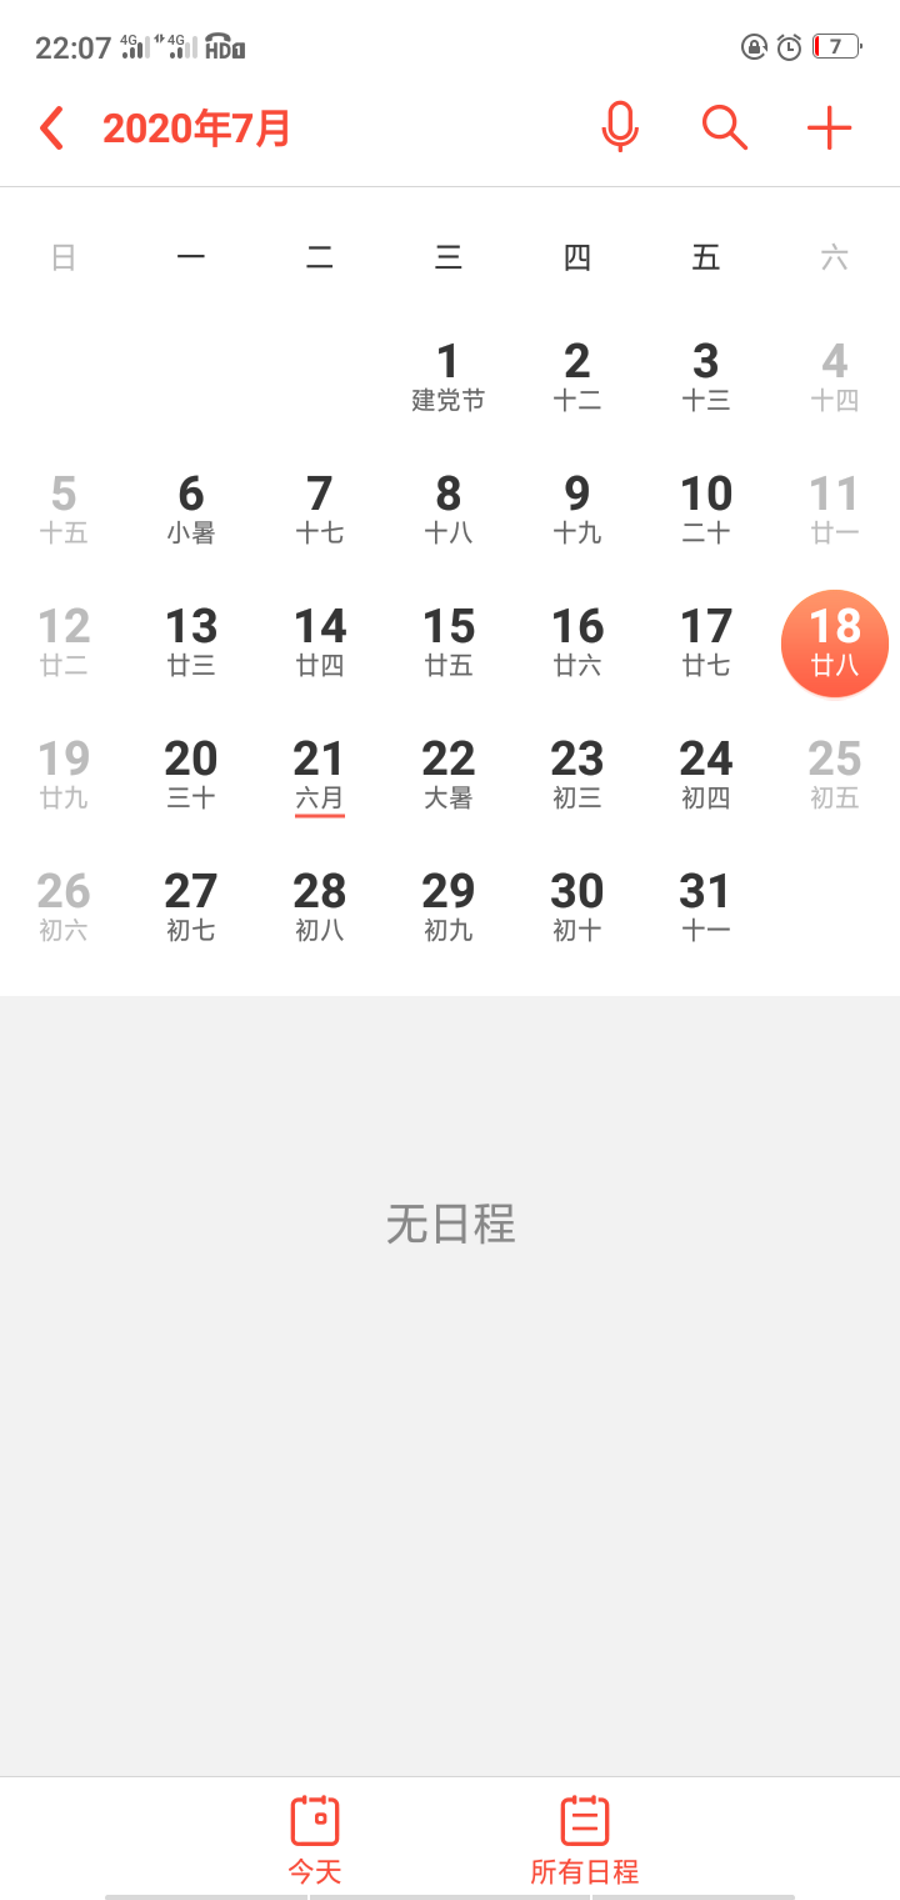 22:07 4G 4G HD1 7
2020年7月
日 一 二 三 四 五 六
1 2 3 4
建党节 十二 十三 十四
5 6 7 8 9 10 11
十五 小暑 十七 十八 十九 二十 廿一
12 13 14 15 16 17 18
廿二 廿三 廿四 廿五 廿六 廿七 廿八
19 20 21 22 23 24 25
廿九 三十 六月 大暑 初三 初四 初五
26 27 28 29 30 31
初六 初七 初八 初九 初十 十一
无日程
今天 所有日程